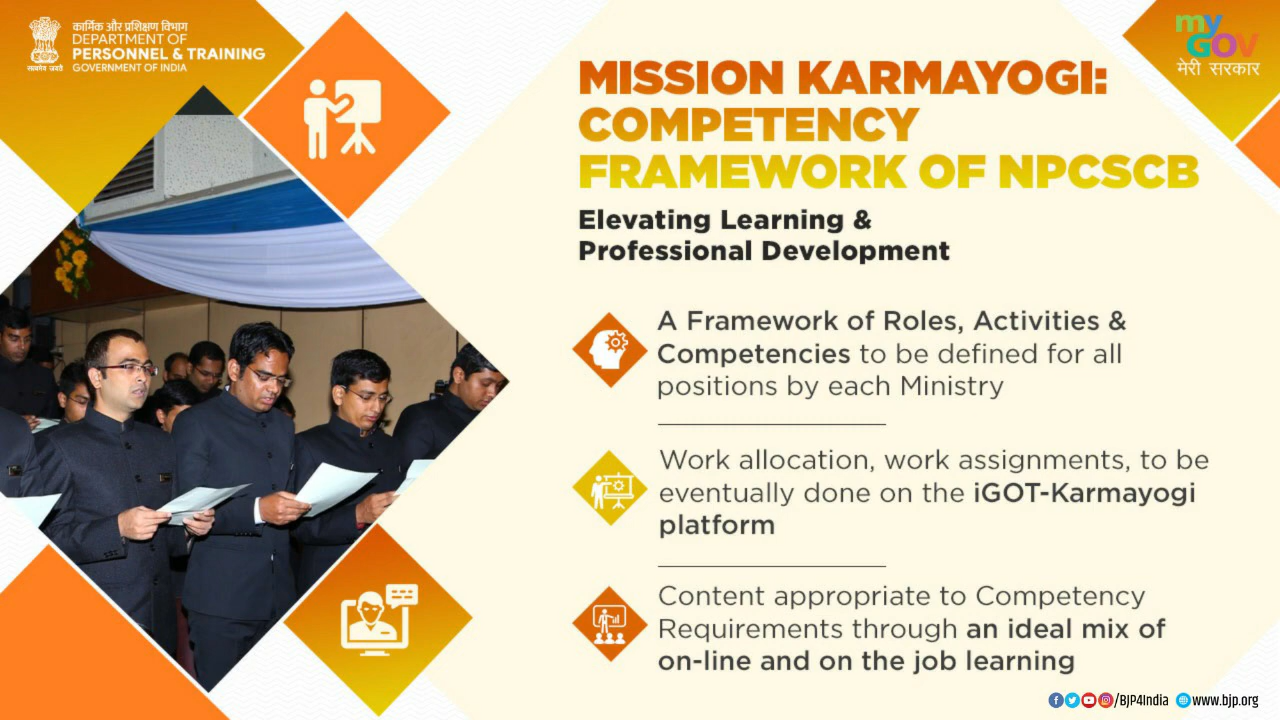 कार्मिक और प्रशिक्षण विभाग
DEPARTMENT OF
PERSONNEL & TRAINING
GOVERNMENT OF INDIA
सत्यमेव जयते
my
GOV
मेरी सरकार
MISSION KARMAYOGI:
COMPETENCY
FRAMEWORK OF NPCSCB
Elevating Learning &
Professional Development
A Framework of Roles, Activities &
Competencies to be defined for all
positions by each Ministry
Work allocation, work assignments, to be
eventually done on the iGOT-Karmayogi
platform
Content appropriate to Competency
Requirements through an ideal mix of
on-line and on the job learning
/BJP4India www.bjp.org